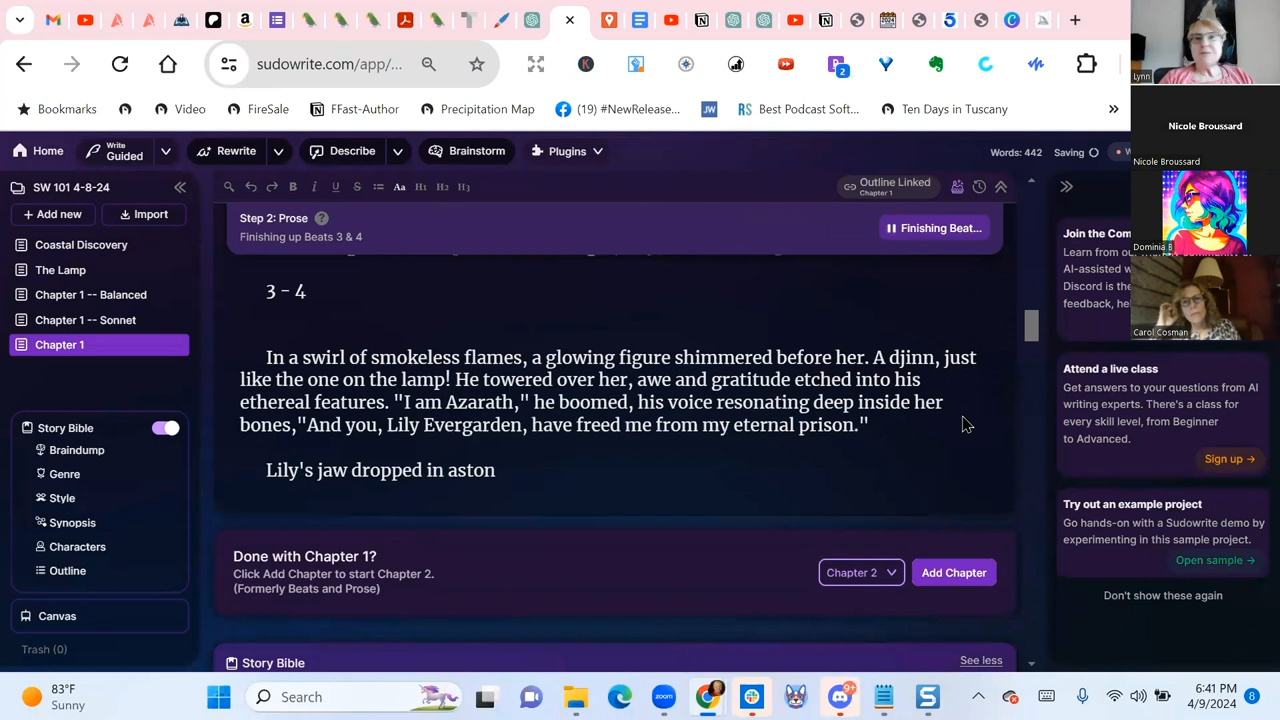 sudowrite.com/app/...
2
Lynn
Bookmarks
Video
FireSale
FFast-Author
Precipitation Map
(19) #NewRelease...
JW
RS Best Podcast Soft...
Ten Days in Tuscany
»
Nicole Broussard
Nicole Broussard
Home
Write
Guided
Rewrite
Describe
Brainstorm
Plugins
Words: 442
Saving
SW 101 4-8-24
+ Add new
Import
B I U S Aa H1 H2 H3
Outline Linked
Chapter 1
Step 2: Prose ?
Finishing up Beats 3 & 4
Finishing Beat...
Coastal Discovery
The Lamp
Chapter 1 -- Balanced
Chapter 1 -- Sonnet
Chapter 1
Dominia B
Join the Com
Learn from our
AI-assisted w
Discord is the
feedback, he
Carol Cosman
3 - 4
In a swirl of smokeless flames, a glowing figure shimmered before her. A djinn, just
like the one on the lamp! He towered over her, awe and gratitude etched into his
ethereal features. "I am Azarath," he boomed, his voice resonating deep inside her
bones,"And you, Lily Evergarden, have freed me from my eternal prison."
Lily's jaw dropped in aston
Attend a live class
Get answers to your questions from AI
writing experts. There's a class
for every skill level, from Beginner
to Advanced.
Sign up →
Story Bible
Braindump
Genre
Style
Synopsis
Characters
Outline
Try out an example project
Go hands-on with a Sudowrite demo by
experimenting in this sample project.
Open sample →
Don't show these again
Done with Chapter 1?
Click Add Chapter to start Chapter 2.
(Formerly Beats and Prose)
Chapter 2
Add Chapter
Canvas
Trash (0)
Story Bible
See less
83°F
Sunny
Search
zoom
9+
S
6:41 PM
4/9/2024
8